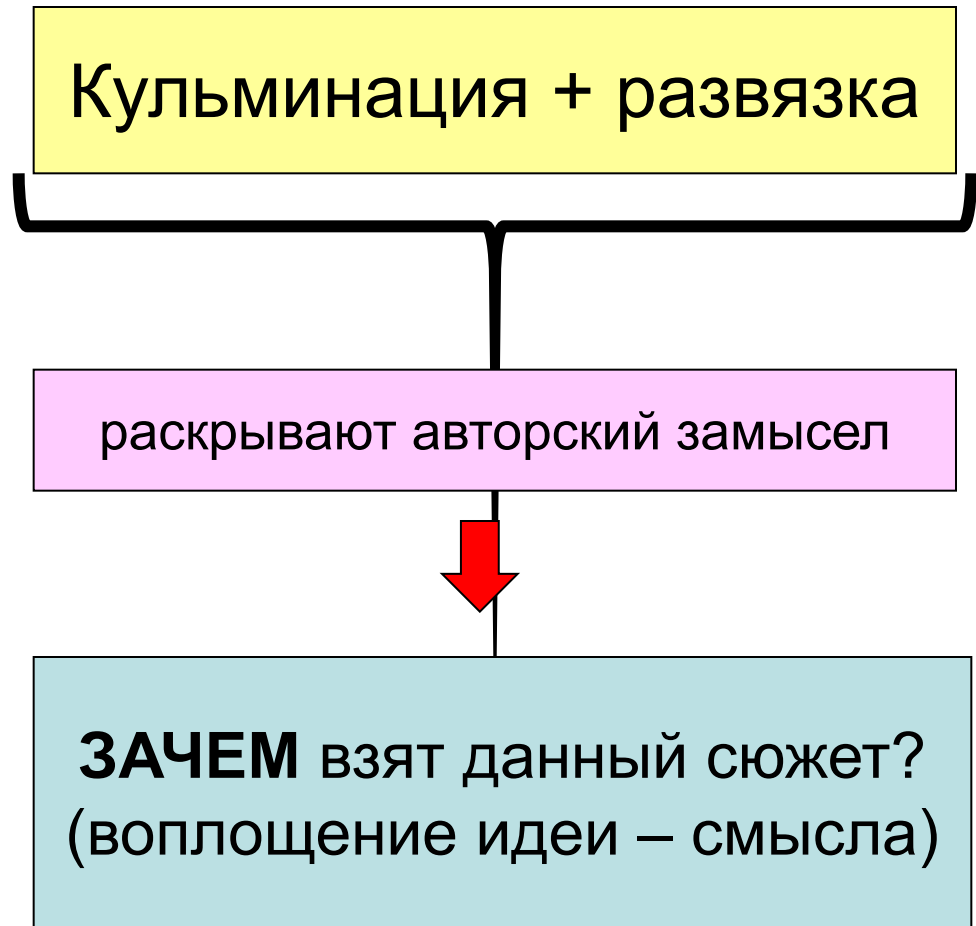 Кульминация + развязка
раскрывают авторский замысел
ЗАЧЕМ взят данный сюжет?
(воплощение идеи – смысла)